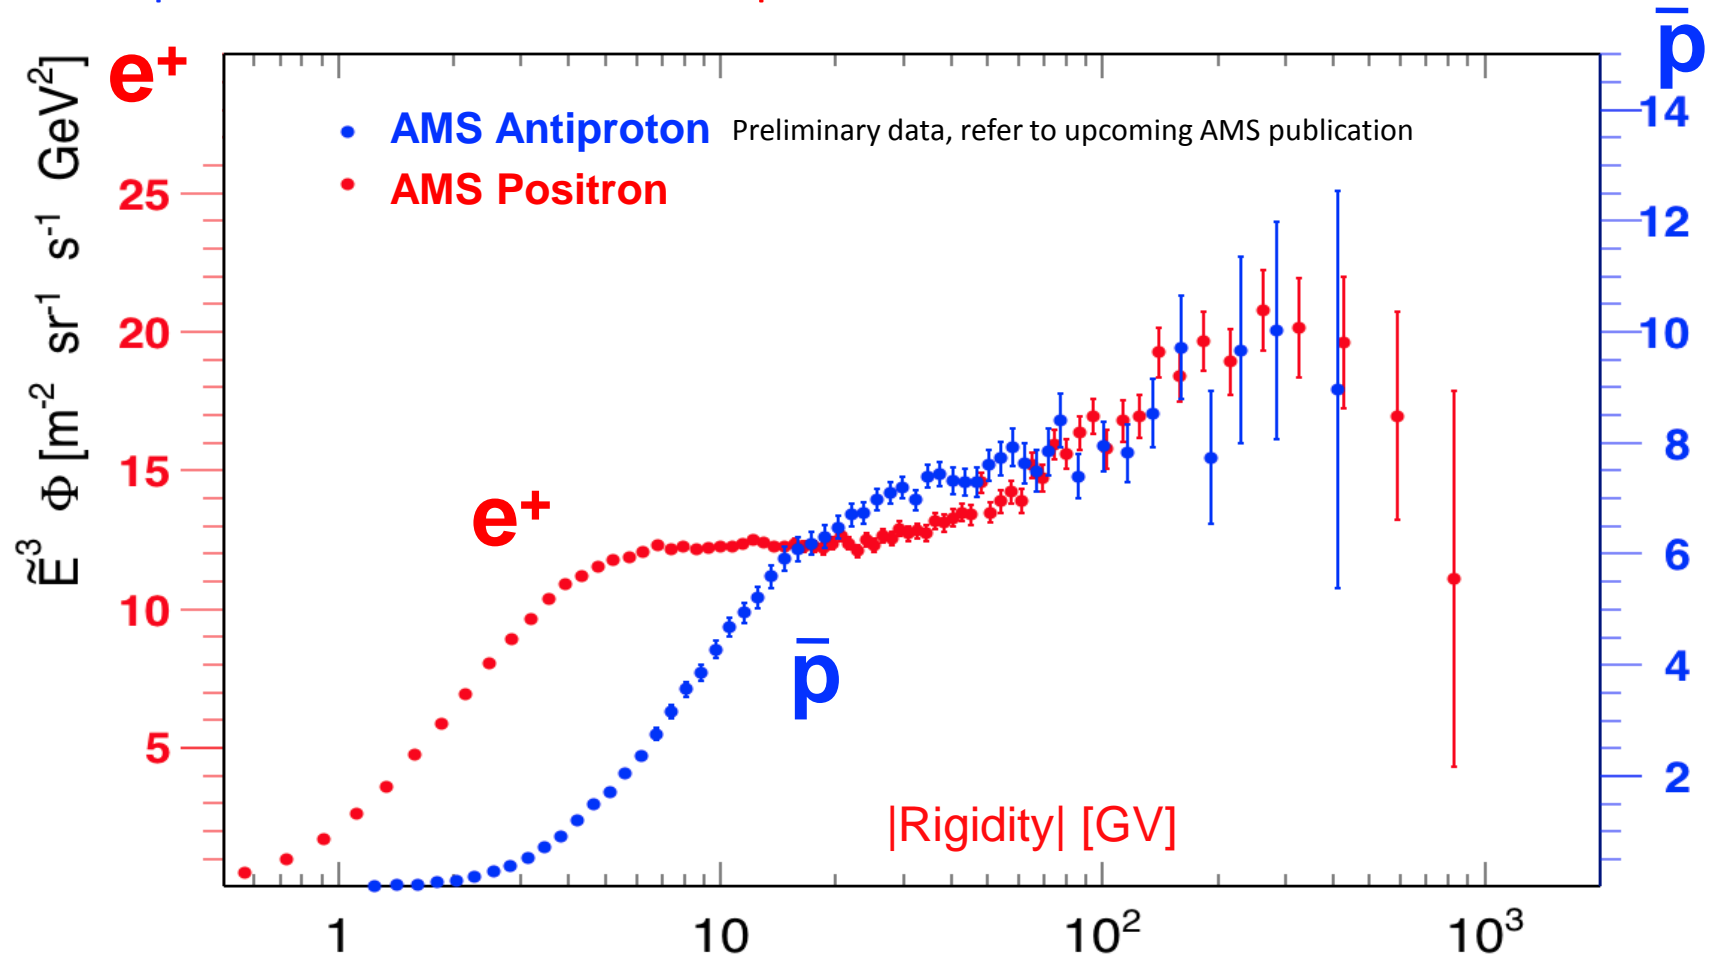 e⁺
p̄
Ẽ³ Φ [m⁻² sr⁻¹ s⁻¹ GeV²]
AMS Antiproton Preliminary data, refer to upcoming AMS publication
AMS Positron
25
20
15
10
5
14
12
10
8
6
4
2
e⁺
p̄
|Rigidity| [GV]
1 10 10² 10³